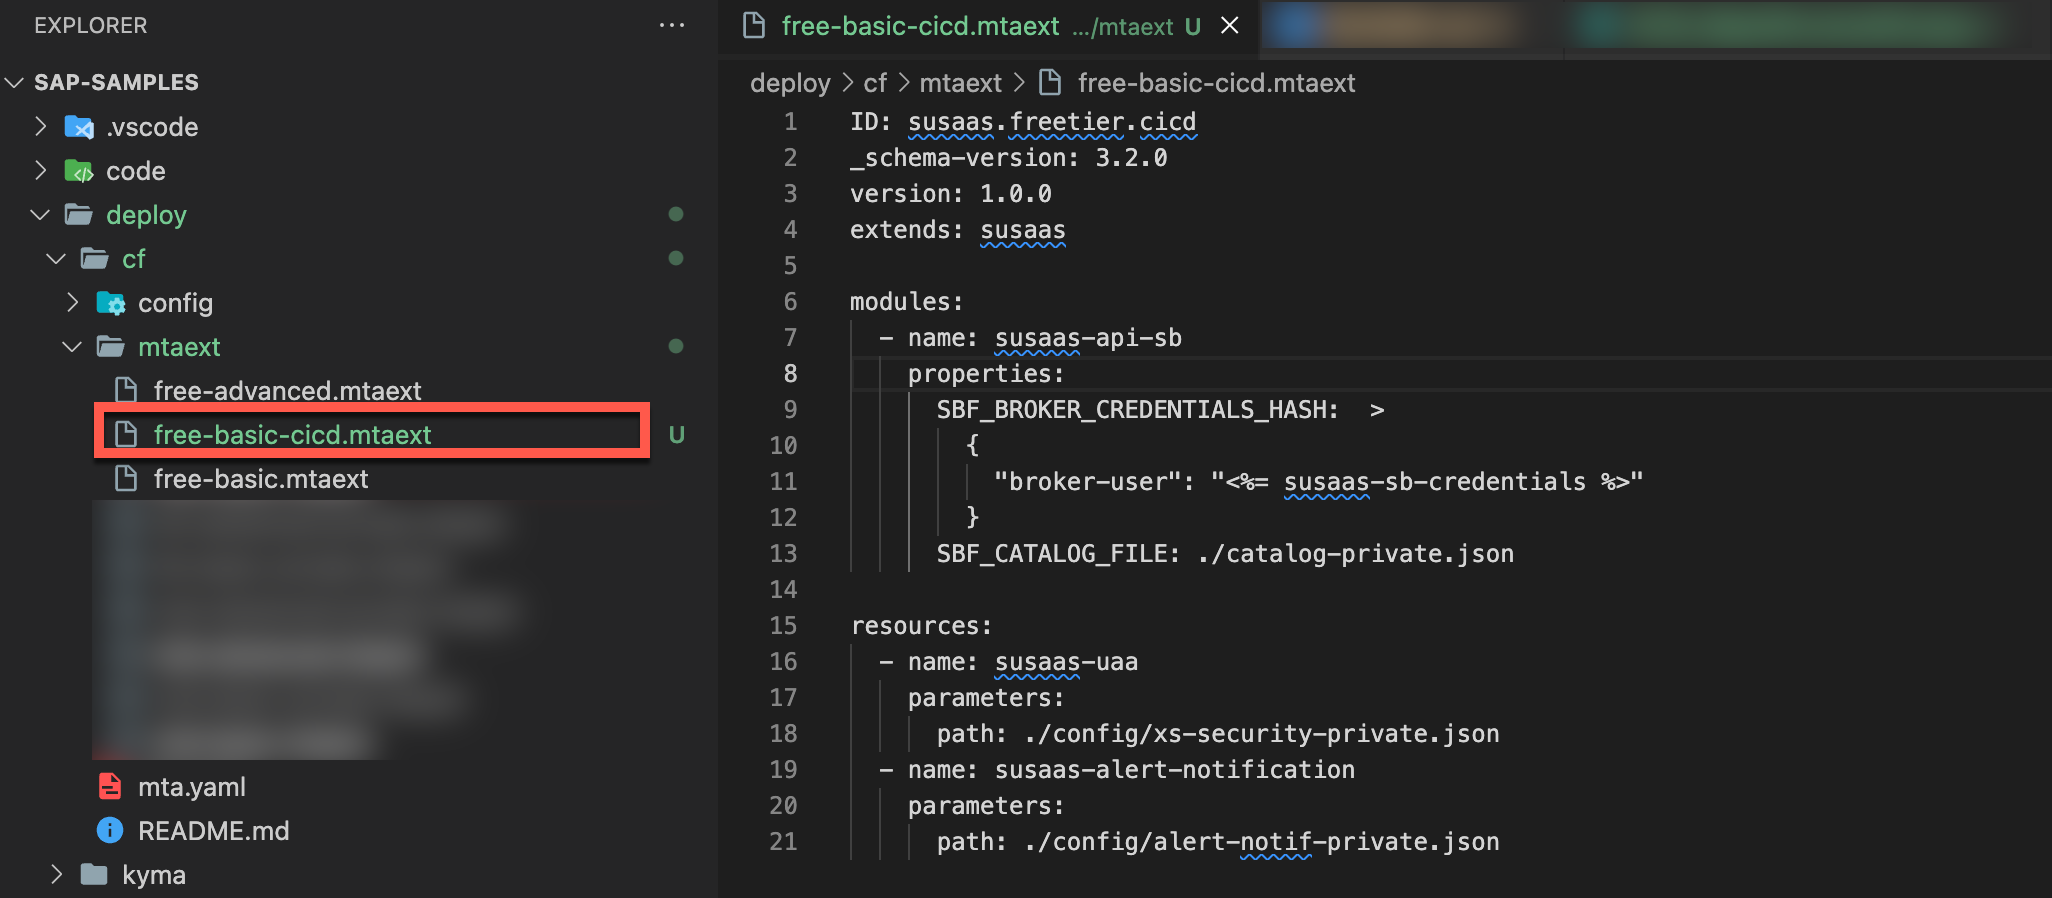 EXPLORER
SAP-SAMPLES
.vscode
code
deploy
cf
config
mtaext
free-advanced.mtaext
free-basic-cicd.mtaext U
free-basic.mtaext
mta.yaml
README.md
kyma
free-basic-cicd.mtaext .../mtaext U
deploy > cf > mtaext > free-basic-cicd.mtaext
1 ID: susaas.freetier.cicd
2 _schema-version: 3.2.0
3 version: 1.0.0
4 extends: susaas
5
6 modules:
7 - name: susaas-api-sb
8 properties:
9 SBF_BROKER_CREDENTIALS_HASH: >
10 {
11 "broker-user": "<%= susaas-sb-credentials %>"
12 }
13 SBF_CATALOG_FILE: ./catalog-private.json
14
15 resources:
16 - name: susaas-uaa
17 parameters:
18 path: ./config/xs-security-private.json
19 - name: susaas-alert-notification
20 parameters:
21 path: ./config/alert-notif-private.json